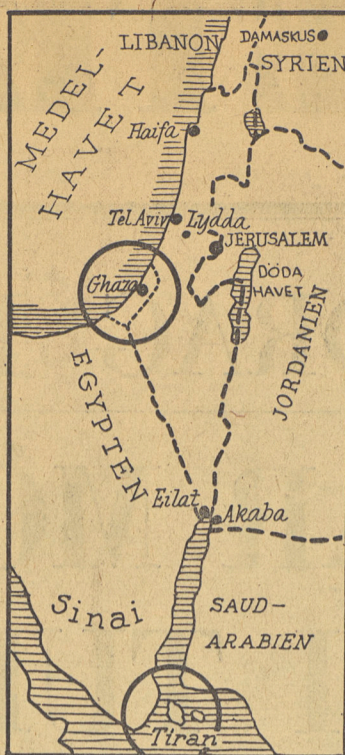 LIBANON
DAMASKUS
SYRIEN
MEDEL-
HAVET
Haifa
Tel Aviv
Lydda
JERUSALEM
DÖDA
HAVET
Ghaza
JORDANIEN
EGYPTEN
Eilat
Akaba
Sinai
SAUD-
ARABIEN
Tiran